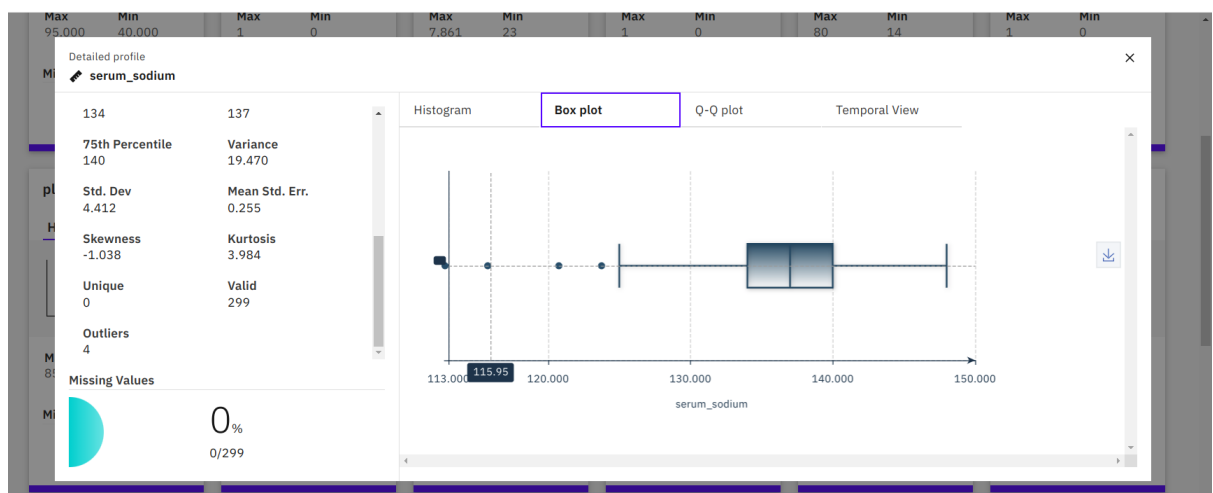 Max Min Max Min Max Min Max Min Max Min Max Min
95.000 40.000 1 0 7.861 23 1 0 80 14 1 0
Detailed profile
Mi
serum_sodium
134 137
75th Percentile Variance
140 19.470
Std. Dev Mean Std. Err.
4.412 0.255
Skewness Kurtosis
-1.038 3.984
Unique Valid
0 299
Outliers
4
Missing Values
0%
0/299
Histogram Box plot Q-Q plot Temporal View
113.000 115.95 120.000 130.000 140.000 150.000
serum_sodium
pl
H
M
85
Mi